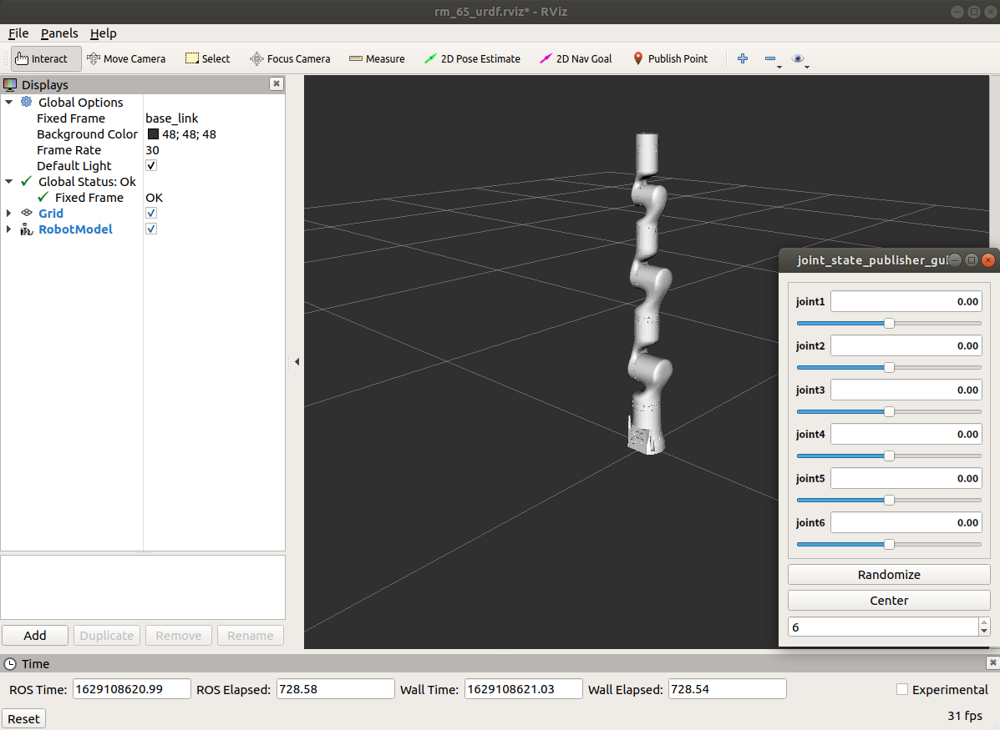 rm_65_urdf.rviz* - RViz
File Panels Help
Interact Move Camera Select Focus Camera Measure 2D Pose Estimate 2D Nav Goal Publish Point
Displays
Global Options
Fixed Frame base_link
Background Color 48; 48; 48
Frame Rate 30
Default Light
Global Status: Ok
Fixed Frame OK
Grid
RobotModel
Add Duplicate Remove Rename
joint_state_publisher_gui
joint1 0.00
joint2 0.00
joint3 0.00
joint4 0.00
joint5 0.00
joint6 0.00
Randomize
Center
6
Time
ROS Time: 1629108620.99 ROS Elapsed: 728.58 Wall Time: 1629108621.03 Wall Elapsed: 728.54 Experimental
Reset 31 fps